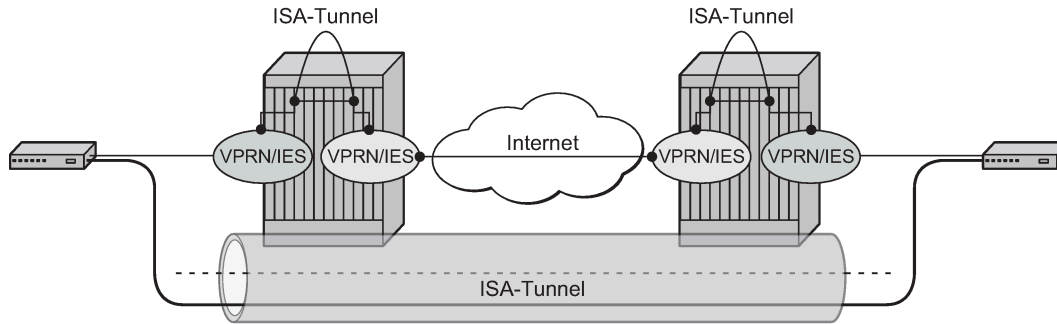 ISA-Tunnel
ISA-Tunnel
VPRN/IES
VPRN/IES
Internet
VPRN/IES
VPRN/IES
ISA-Tunnel